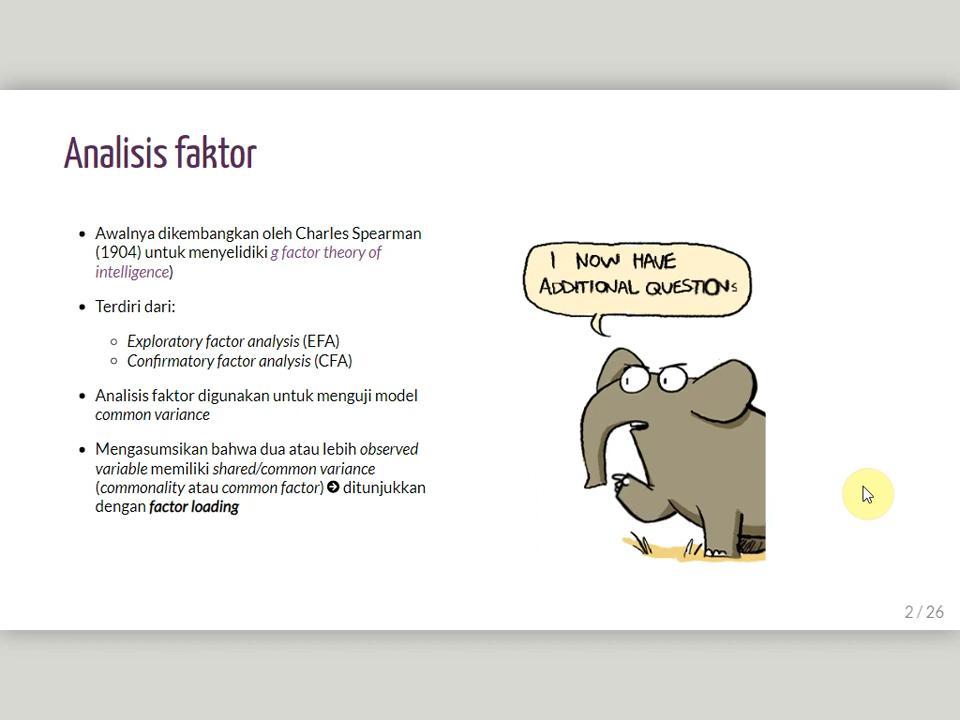 Analisis faktor
• Awalnya dikembangkan oleh Charles Spearman
(1904) untuk menyelidiki g factor theory of
intelligence)
• Terdiri dari:
◦ Exploratory factor analysis (EFA)
◦ Confirmatory factor analysis (CFA)
• Analisis faktor digunakan untuk menguji model
common variance
• Mengasumsikan bahwa dua atau lebih observed
variable memiliki shared/common variance
(commonality atau common factor) ➔ ditunjukkan
dengan factor loading
I NOW HAVE
ADDITIONAL QUESTIONS
2 / 26